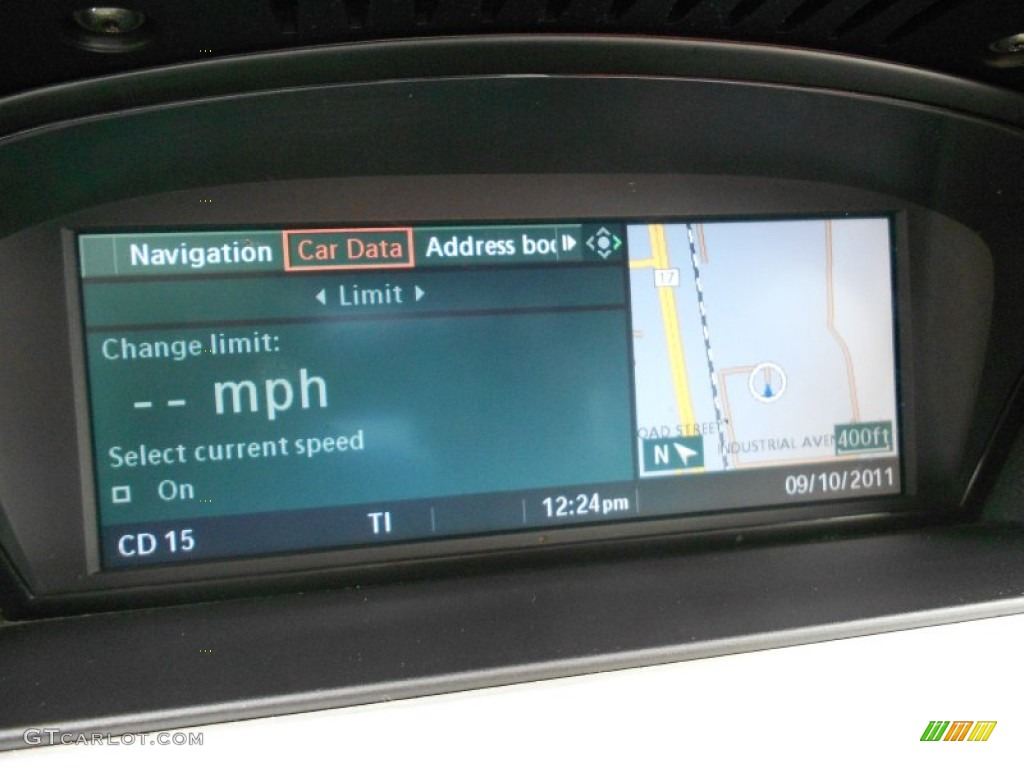 Navigation Car Data Address boo
Limit
Change limit:
-- mph
Select current speed
On
CD 15 TI 12:24pm 09/10/2011
17
OAD STREET
INDUSTRIAL AVEN
400ft
N
GTCARLOT.COM